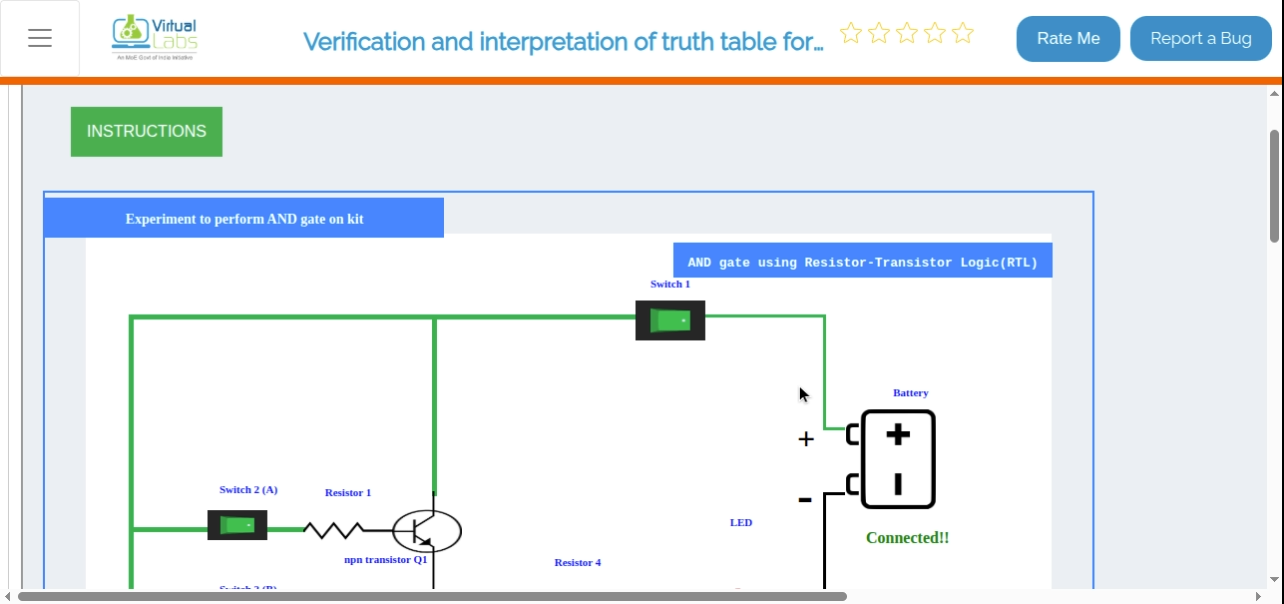 Virtual
Labs
An MoE Govt of India Initiative
Verification and interpretation of truth table for...
Rate Me
Report a Bug
INSTRUCTIONS
Experiment to perform AND gate on kit
AND gate using Resistor-Transistor Logic(RTL)
Switch 1
Battery
+
-
Switch 2 (A)
Resistor 1
LED
Connected!!
npn transistor Q1
Resistor 4